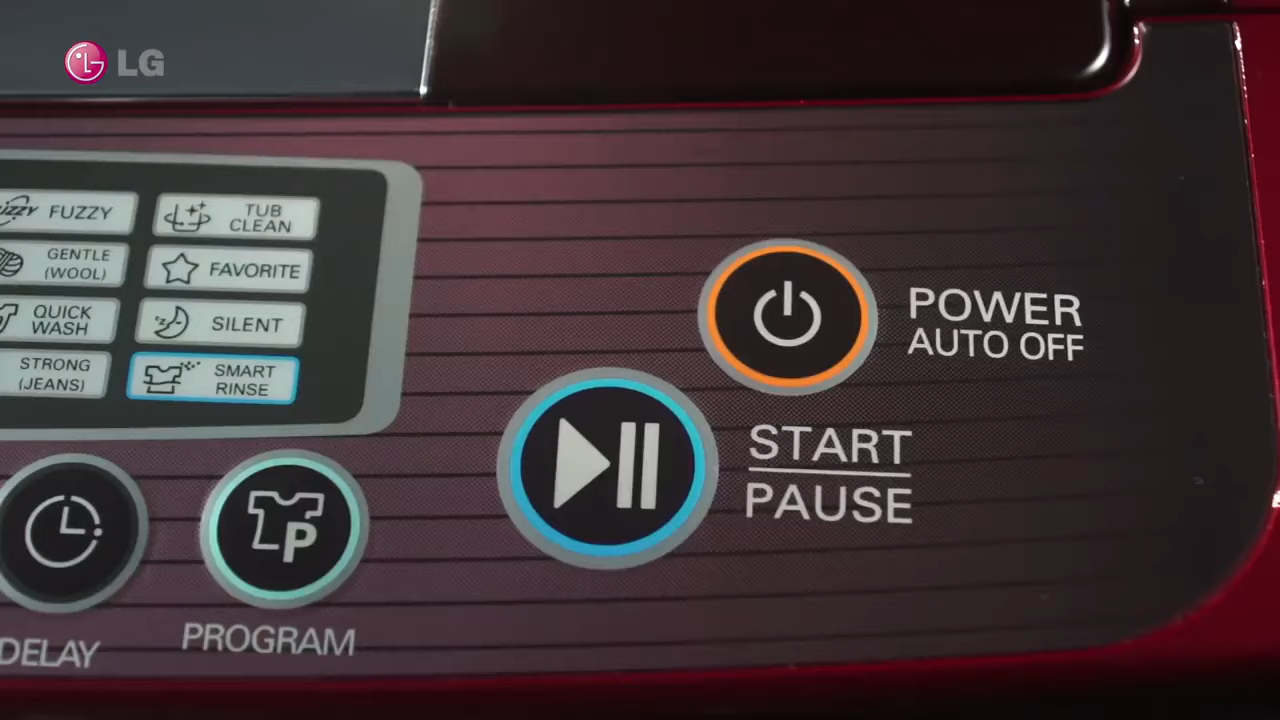 LG
FUZZY
TUB
CLEAN
GENTLE
(WOOL)
FAVORITE
QUICK
WASH
SILENT
STRONG
(JEANS)
SMART
RINSE
POWER
AUTO OFF
START
PAUSE
P
DELAY
PROGRAM